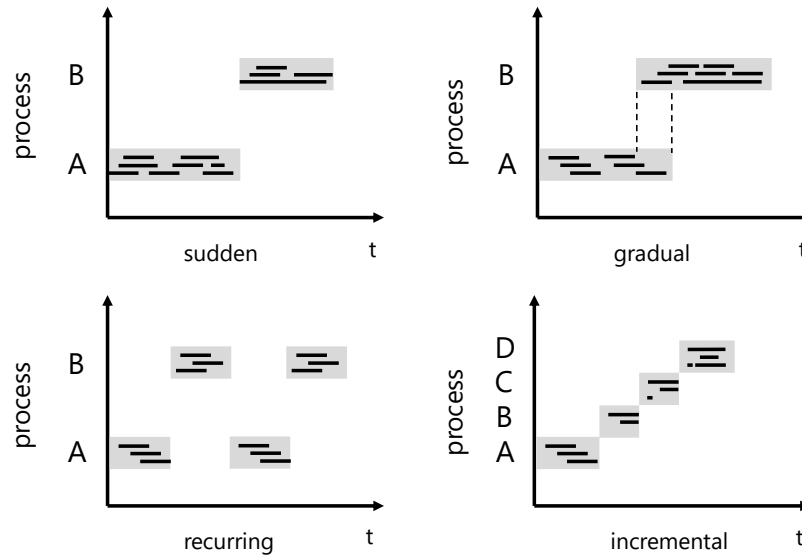 process
B
A
sudden
t
process
B
A
gradual
t
process
B
A
recurring
t
process
D
C
B
A
incremental
t